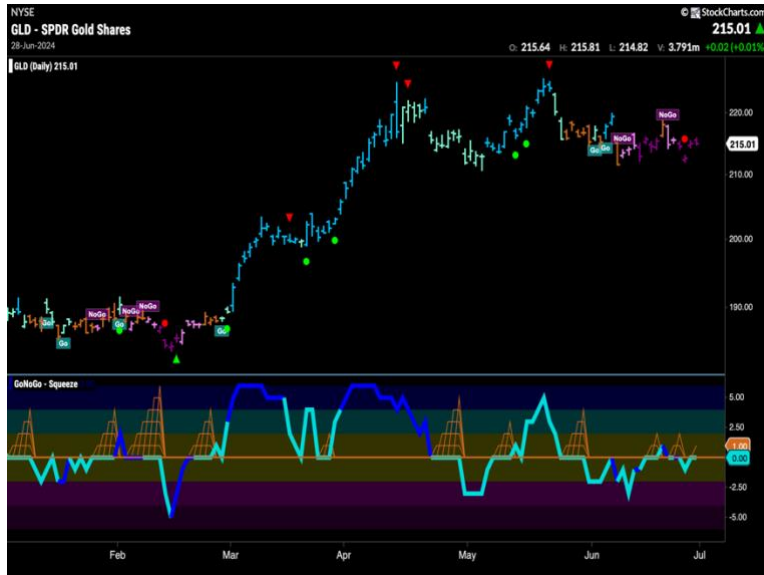 NYSE
© StockCharts.com
GLD - SPDR Gold Shares
215.01
28-Jun-2024
O: 215.64 H: 215.81 L: 214.82 V: 3.791m +0.02 (+0.01%)
GLD (Daily) 215.01
220.00
NoGo
NoGo
215.01
Go
Go
210.00
200.00
190.00
NoGo
NoGo
NoGo
Go
Go
Go
Go
GoNoGo - Squeeze
5.00
2.50
1.00
0.00
-2.50
-5.00
Feb Mar Apr May Jun Jul